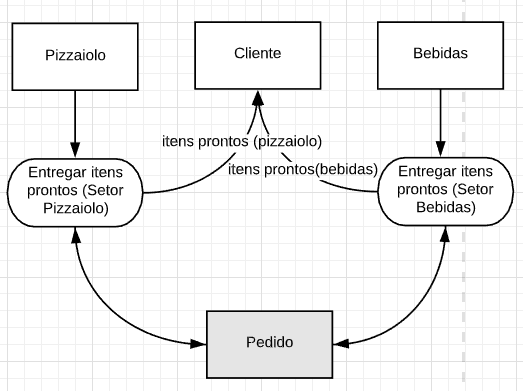 Pizzaiolo
Cliente
Bebidas
itens prontos (pizzaiolo)
itens prontos(bebidas)
Entregar itens
prontos (Setor
Pizzaiolo)
Entregar itens
prontos (Setor
Bebidas)
Pedido